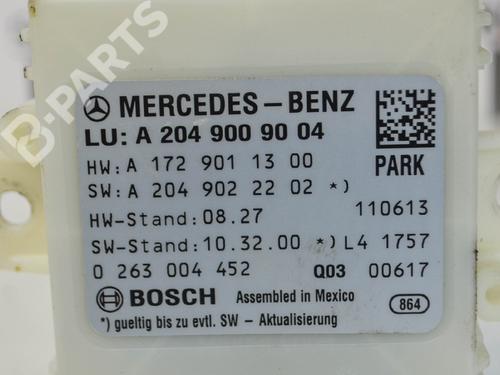 B-PARTS
MERCEDES-BENZ
LU: A 204 900 90 04
HW: A 172 901 13 00
PARK
SW: A 204 902 22 02 *)
HW-Stand: 08.27
110613
SW-Stand: 10.32.00 *) L4 1757
0 263 004 452 Q03 00617
BOSCH Assembled in Mexico
864
*) gueltig bis zu evtl. SW - Aktualisierung